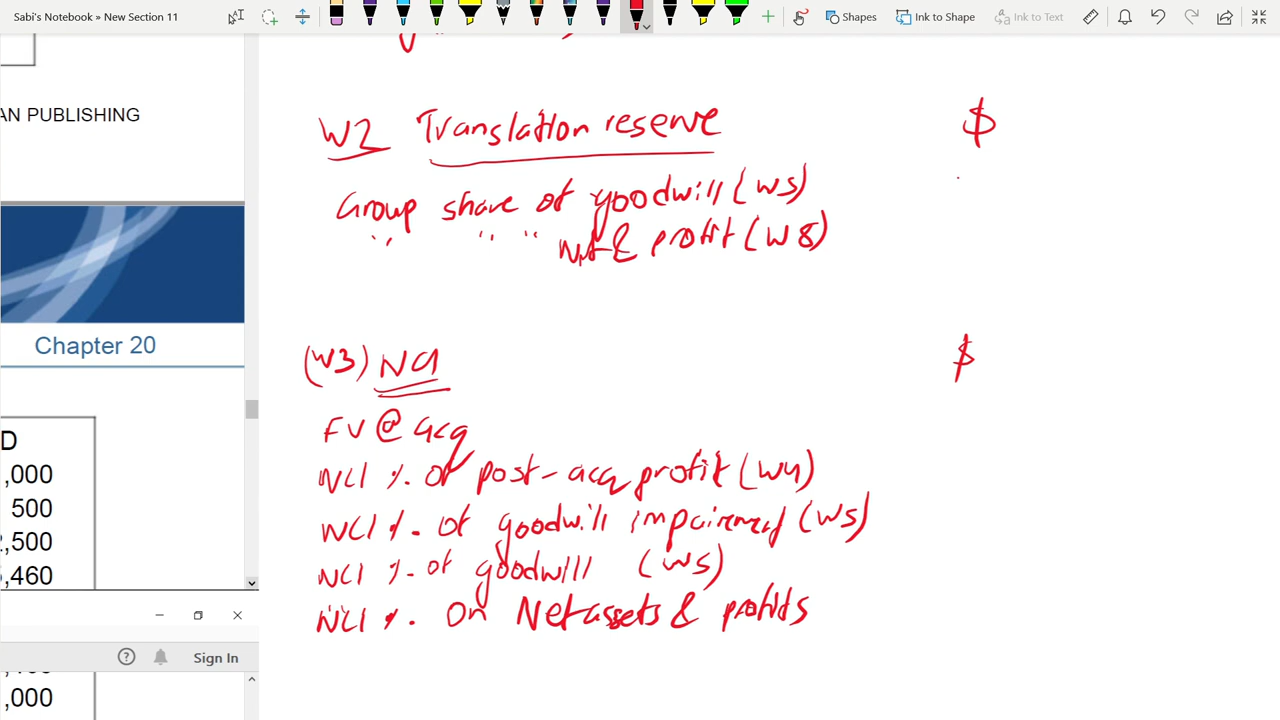 Sabi's Notebook » New Section 11
Shapes
Ink to Shape
Ink to Text
AN PUBLISHING
Chapter 20
D
,000
500
2,500
,460
Sign In
,000
W2 Translation reserve $
Group share of goodwill (W5)
" " " NA & profit (W8)
(W3) NCI $
FV @ acq
NCI % of post-acq profit (W4)
NCI % of goodwill impairment (W5)
NCI % of goodwill (W5)
NCI % on Net assets & profits